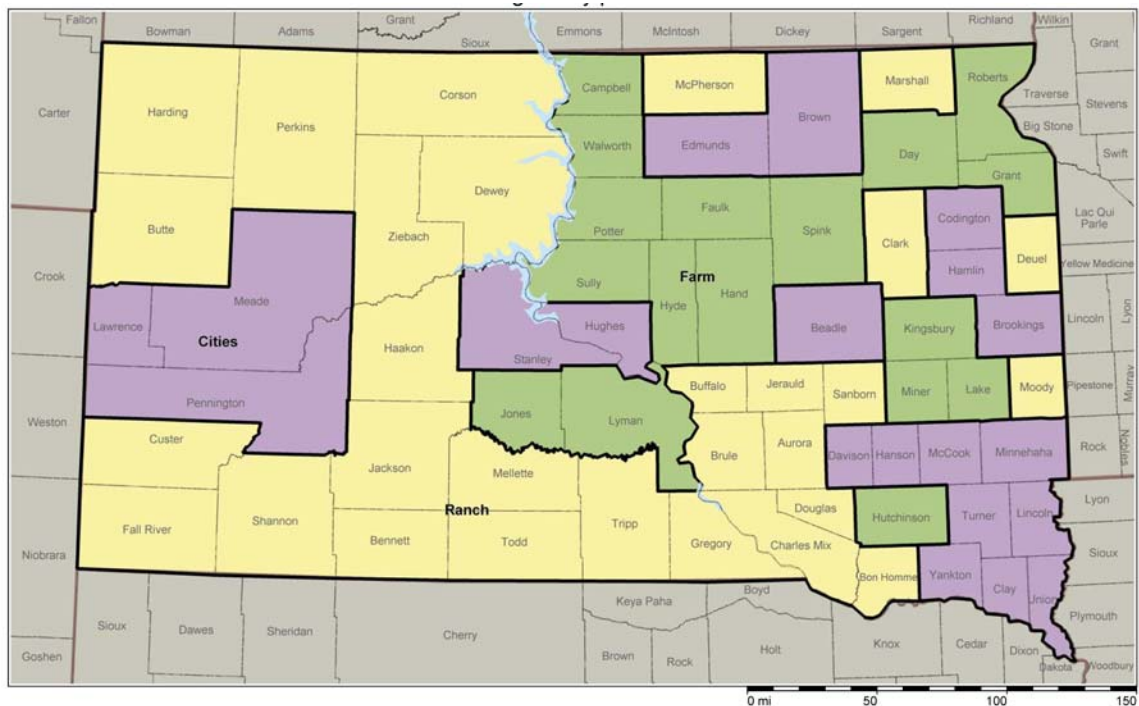 Fallon
Bowman
Adams
Grant
Sioux
Emmons
McIntosh
Dickey
Sargent
Richland
Wilkin
Grant
Carter
Harding
Perkins
Corson
Campbell
McPherson
Brown
Marshall
Roberts
Traverse
Stevens
Big Stone
Swift
Walworth
Edmunds
Day
Grant
Dewey
Butte
Ziebach
Potter
Faulk
Spink
Clark
Codington
Lac Qui
Parle
Deuel
Yellow Medicine
Crook
Meade
Sully
Hyde
Farm
Hand
Hamlin
Lawrence
Cities
Haakon
Stanley
Hughes
Beadle
Kingsbury
Brookings
Lincoln
Lyon
Pennington
Buffalo
Jerauld
Sanborn
Miner
Lake
Moody
Pipestone
Murray
Weston
Custer
Jones
Lyman
Brule
Aurora
Davison
Hanson
McCook
Minnehaha
Rock
Nobles
Jackson
Mellette
Fall River
Shannon
Ranch
Bennett
Todd
Tripp
Gregory
Douglas
Charles Mix
Hutchinson
Turner
Lincoln
Lyon
Niobrara
Bon Homme
Yankton
Clay
Union
Sioux
Plymouth
Sioux
Dawes
Sheridan
Cherry
Keya Paha
Boyd
Knox
Cedar
Dixon
Dakota
Woodbury
Goshen
Brown
Rock
Holt
0 mi 50 100 150